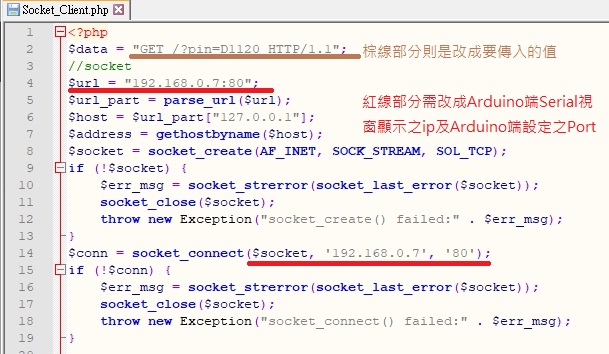 Socket_Client.php
1 <?php
2 $data = "GET /?pin=D1120 HTTP/1.1"; 棕線部分則是改成要傳入的值
3 //socket
4 $url = "192.168.0.7:80";
5 $url_part = parse_url($url); 紅線部分需改成Arduino端Serial視
6 $host = $url_part["127.0.0.1"]; 窗顯示之ip及Arduino端設定之Port
7 $address = gethostbyname($host);
8 $socket = socket_create(AF_INET, SOCK_STREAM, SOL_TCP);
9 if (!$socket) {
10 $err_msg = socket_strerror(socket_last_error($socket));
11 socket_close($socket);
12 throw new Exception("socket_create() failed:" . $err_msg);
13 }
14 $conn = socket_connect($socket, '192.168.0.7', '80');
15 if (!$conn) {
16 $err_msg = socket_strerror(socket_last_error($socket));
17 socket_close($socket);
18 throw new Exception("socket_connect() failed:" . $err_msg);
19 }